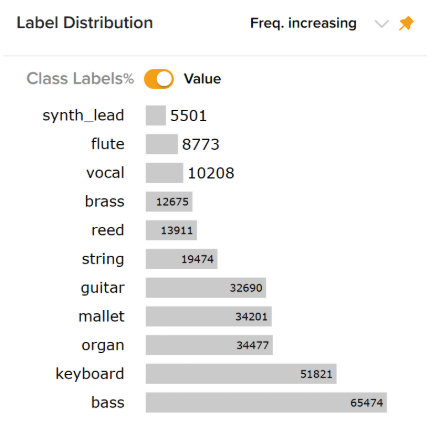 Label Distribution Freq. increasing
Class Labels% Value
synth_lead 5501
flute 8773
vocal 10208
brass 12675
reed 13911
string 19474
guitar 32690
mallet 34201
organ 34477
keyboard 51821
bass 65474